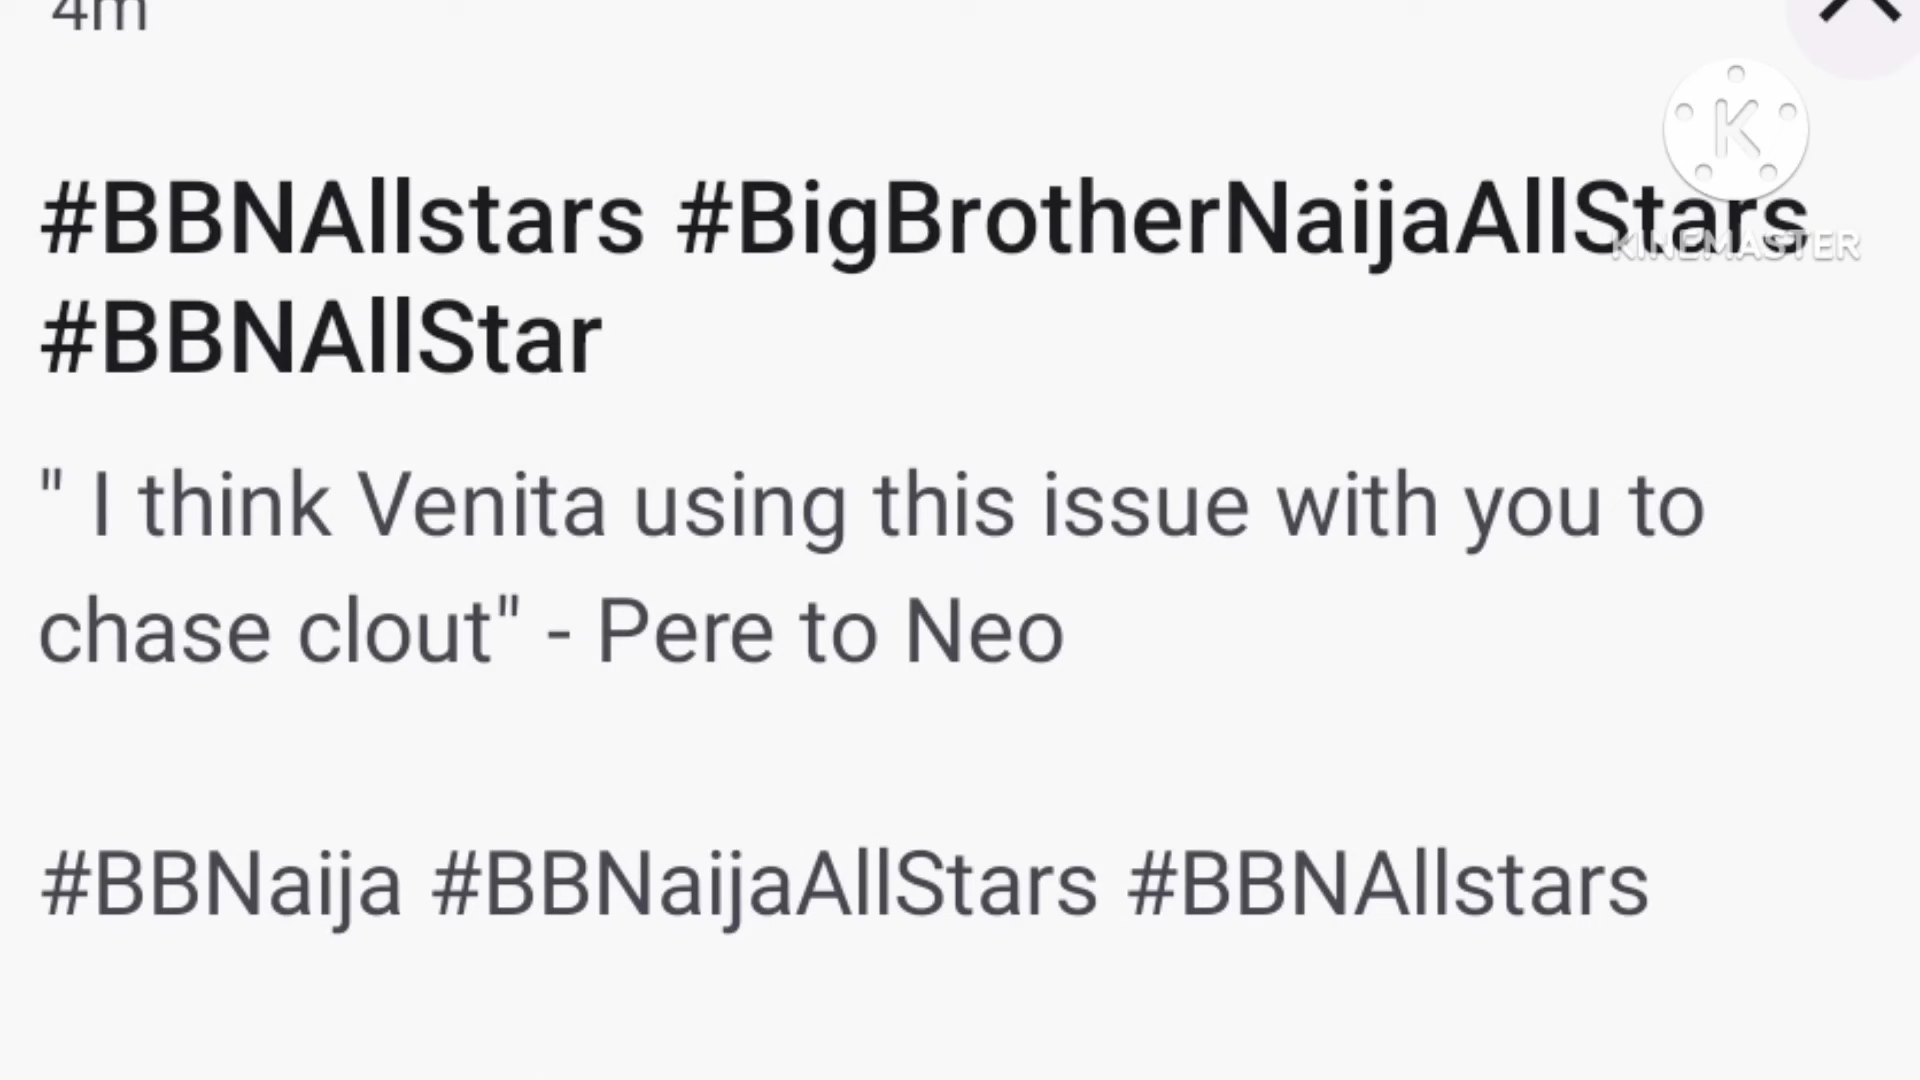 4m
K
#BBNAllstars #BigBrotherNaijaAllStars
KINEMASTER
#BBNAllStar
" I think Venita using this issue with you to
chase clout" - Pere to Neo
#BBNaija #BBNaijaAllStars #BBNAllstars